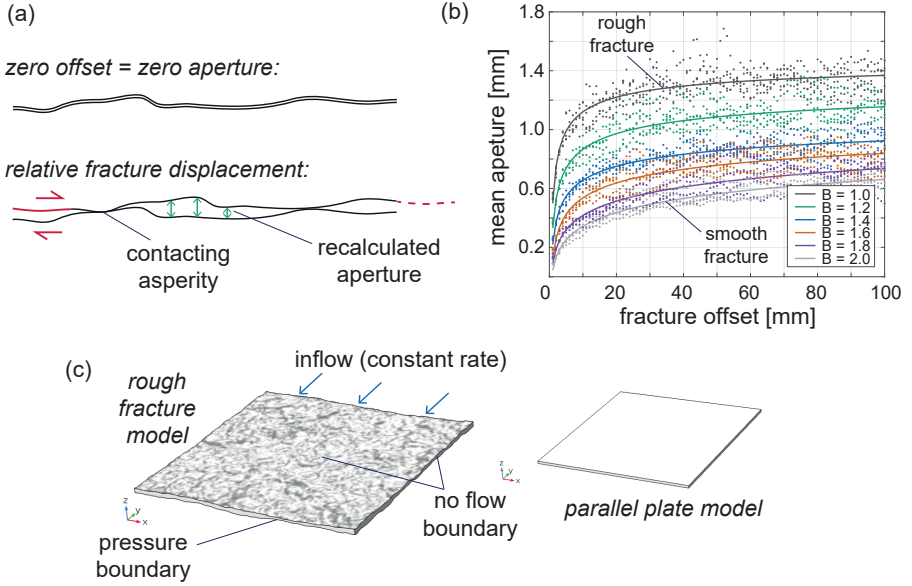 (a)
zero offset = zero aperture:
relative fracture displacement:
contacting
asperity
recalculated
aperture
(b)
mean apeture [mm]
1.8
1.4
1.0
0.6
0.2
rough
fracture
smooth
fracture
B = 1.0
B = 1.2
B = 1.4
B = 1.6
B = 1.8
B = 2.0
0
20
40
60
80
100
fracture offset [mm]
(c)
rough
fracture
model
inflow (constant rate)
no flow
boundary
pressure
boundary
z
y
x
z
y
x
parallel plate model